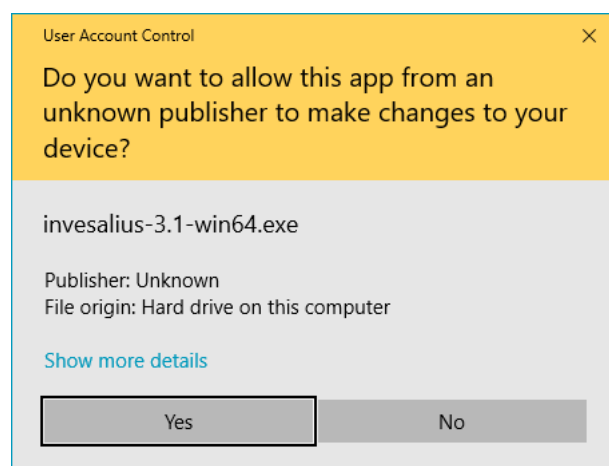 User Account Control
Do you want to allow this app from an
unknown publisher to make changes to your
device?
invesalius-3.1-win64.exe
Publisher: Unknown
File origin: Hard drive on this computer
Show more details
Yes No